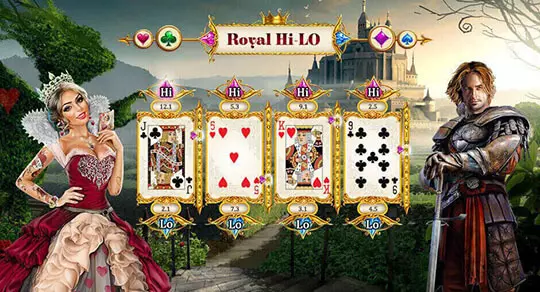 Royal Hi-LO
Hi Hi Hi Hi
12.1 5.3 9.1 2.5
J S K 9
2.1 7.3 3.1 4.5
Lo Lo Lo Lo